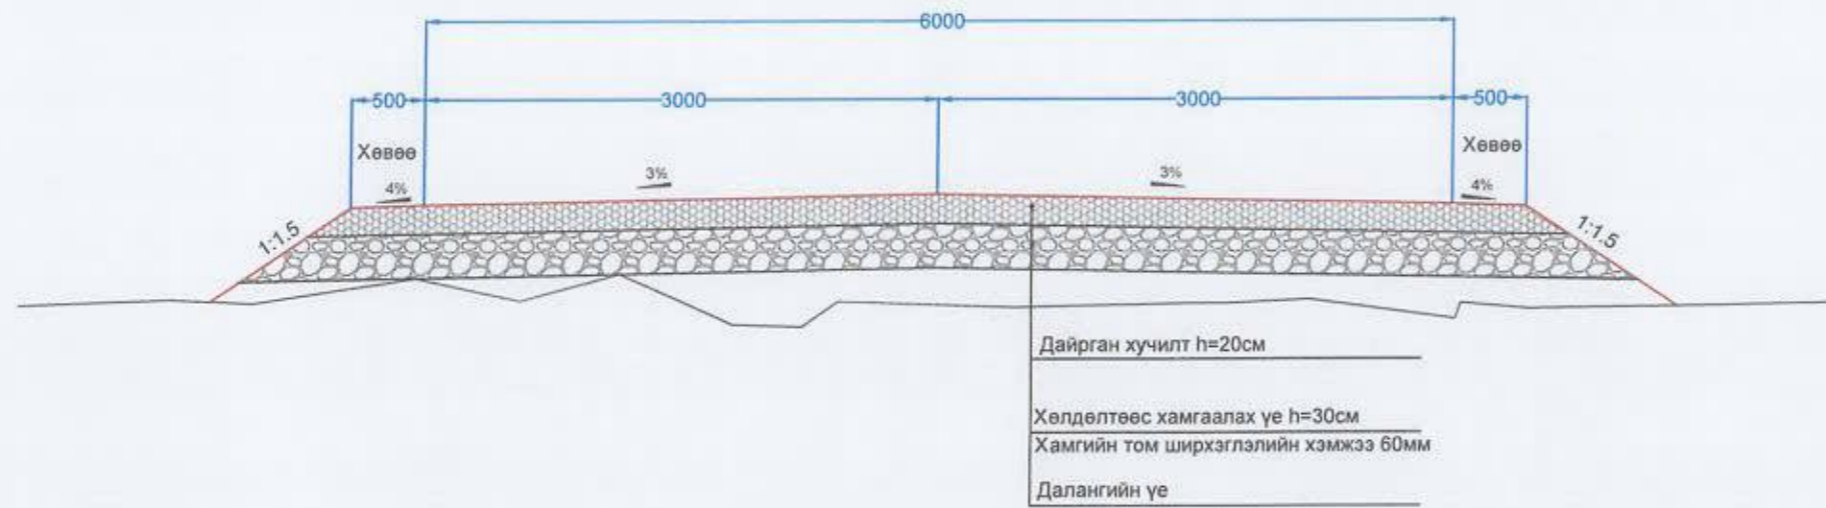 6000
500 3000 3000 500
Хөвөө Хөвөө
4% 3% 3% 4%
1:1.5 1:1.5
Дайрган хучилт h=20см
Хөлдөлтөөс хамгаалах үе h=30см
Хамгийн том ширхэглэлийн хэмжээ 60мм
Далангийн үе